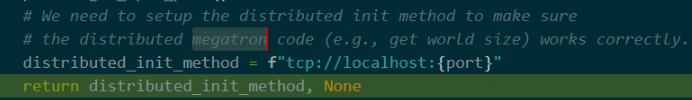 # We need to setup the distributed init method to make sure
# the distributed megatron code (e.g., get world size) works correctly.
distributed_init_method = f"tcp://localhost:{port}"
return distributed_init_method, None